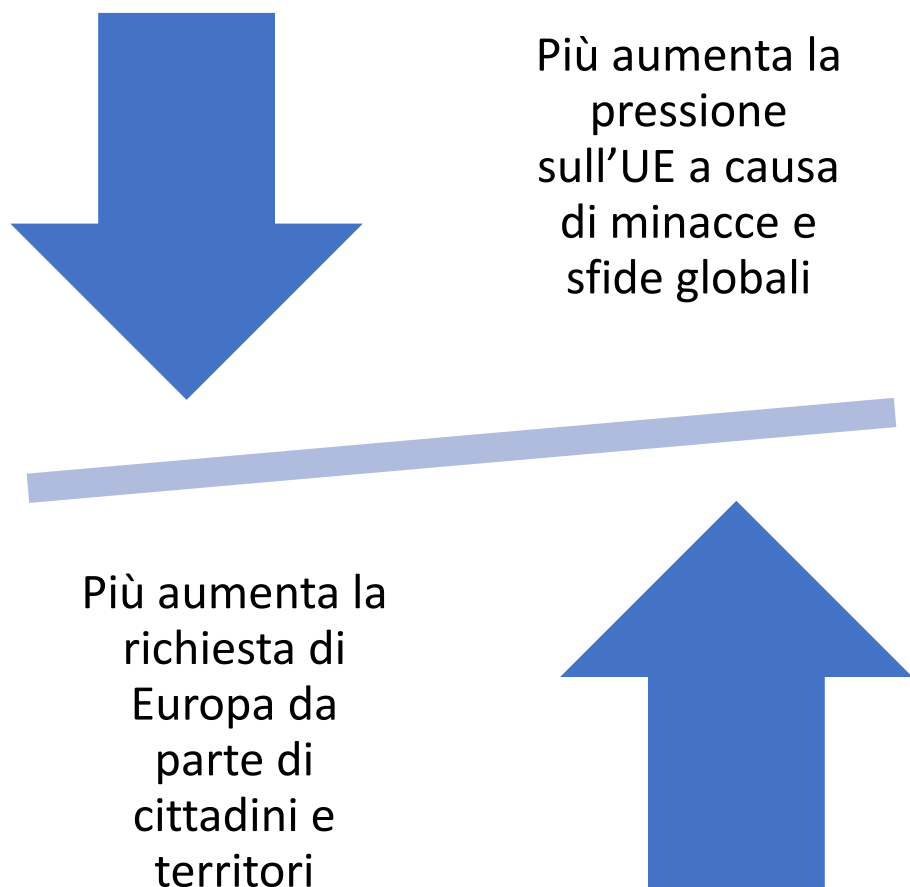 Più aumenta la
pressione
sull’UE a causa
di minacce e
sfide globali
Più aumenta la
richiesta di
Europa da
parte di
cittadini e
territori